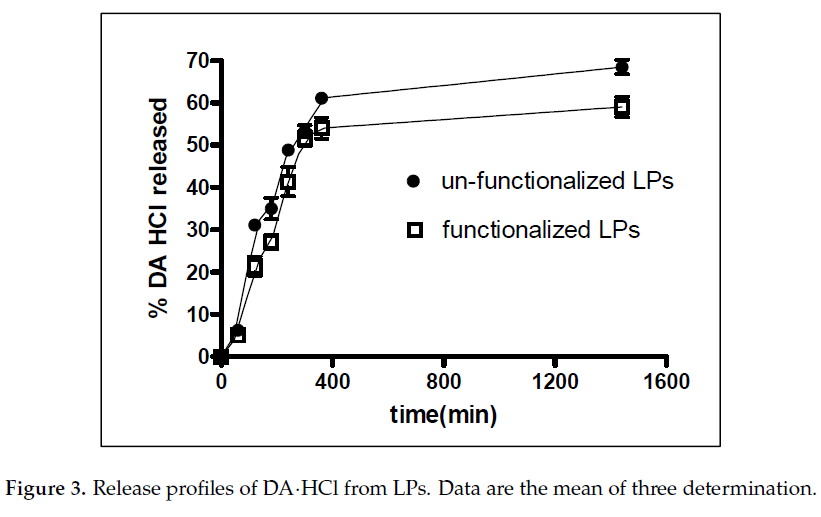 70
60
50
40
30
20
10
0
% DA HCl released
un-functionalized LPs
functionalized LPs
0 400 800 1200 1600
time(min)
Figure 3. Release profiles of DA·HCl from LPs. Data are the mean of three determination.